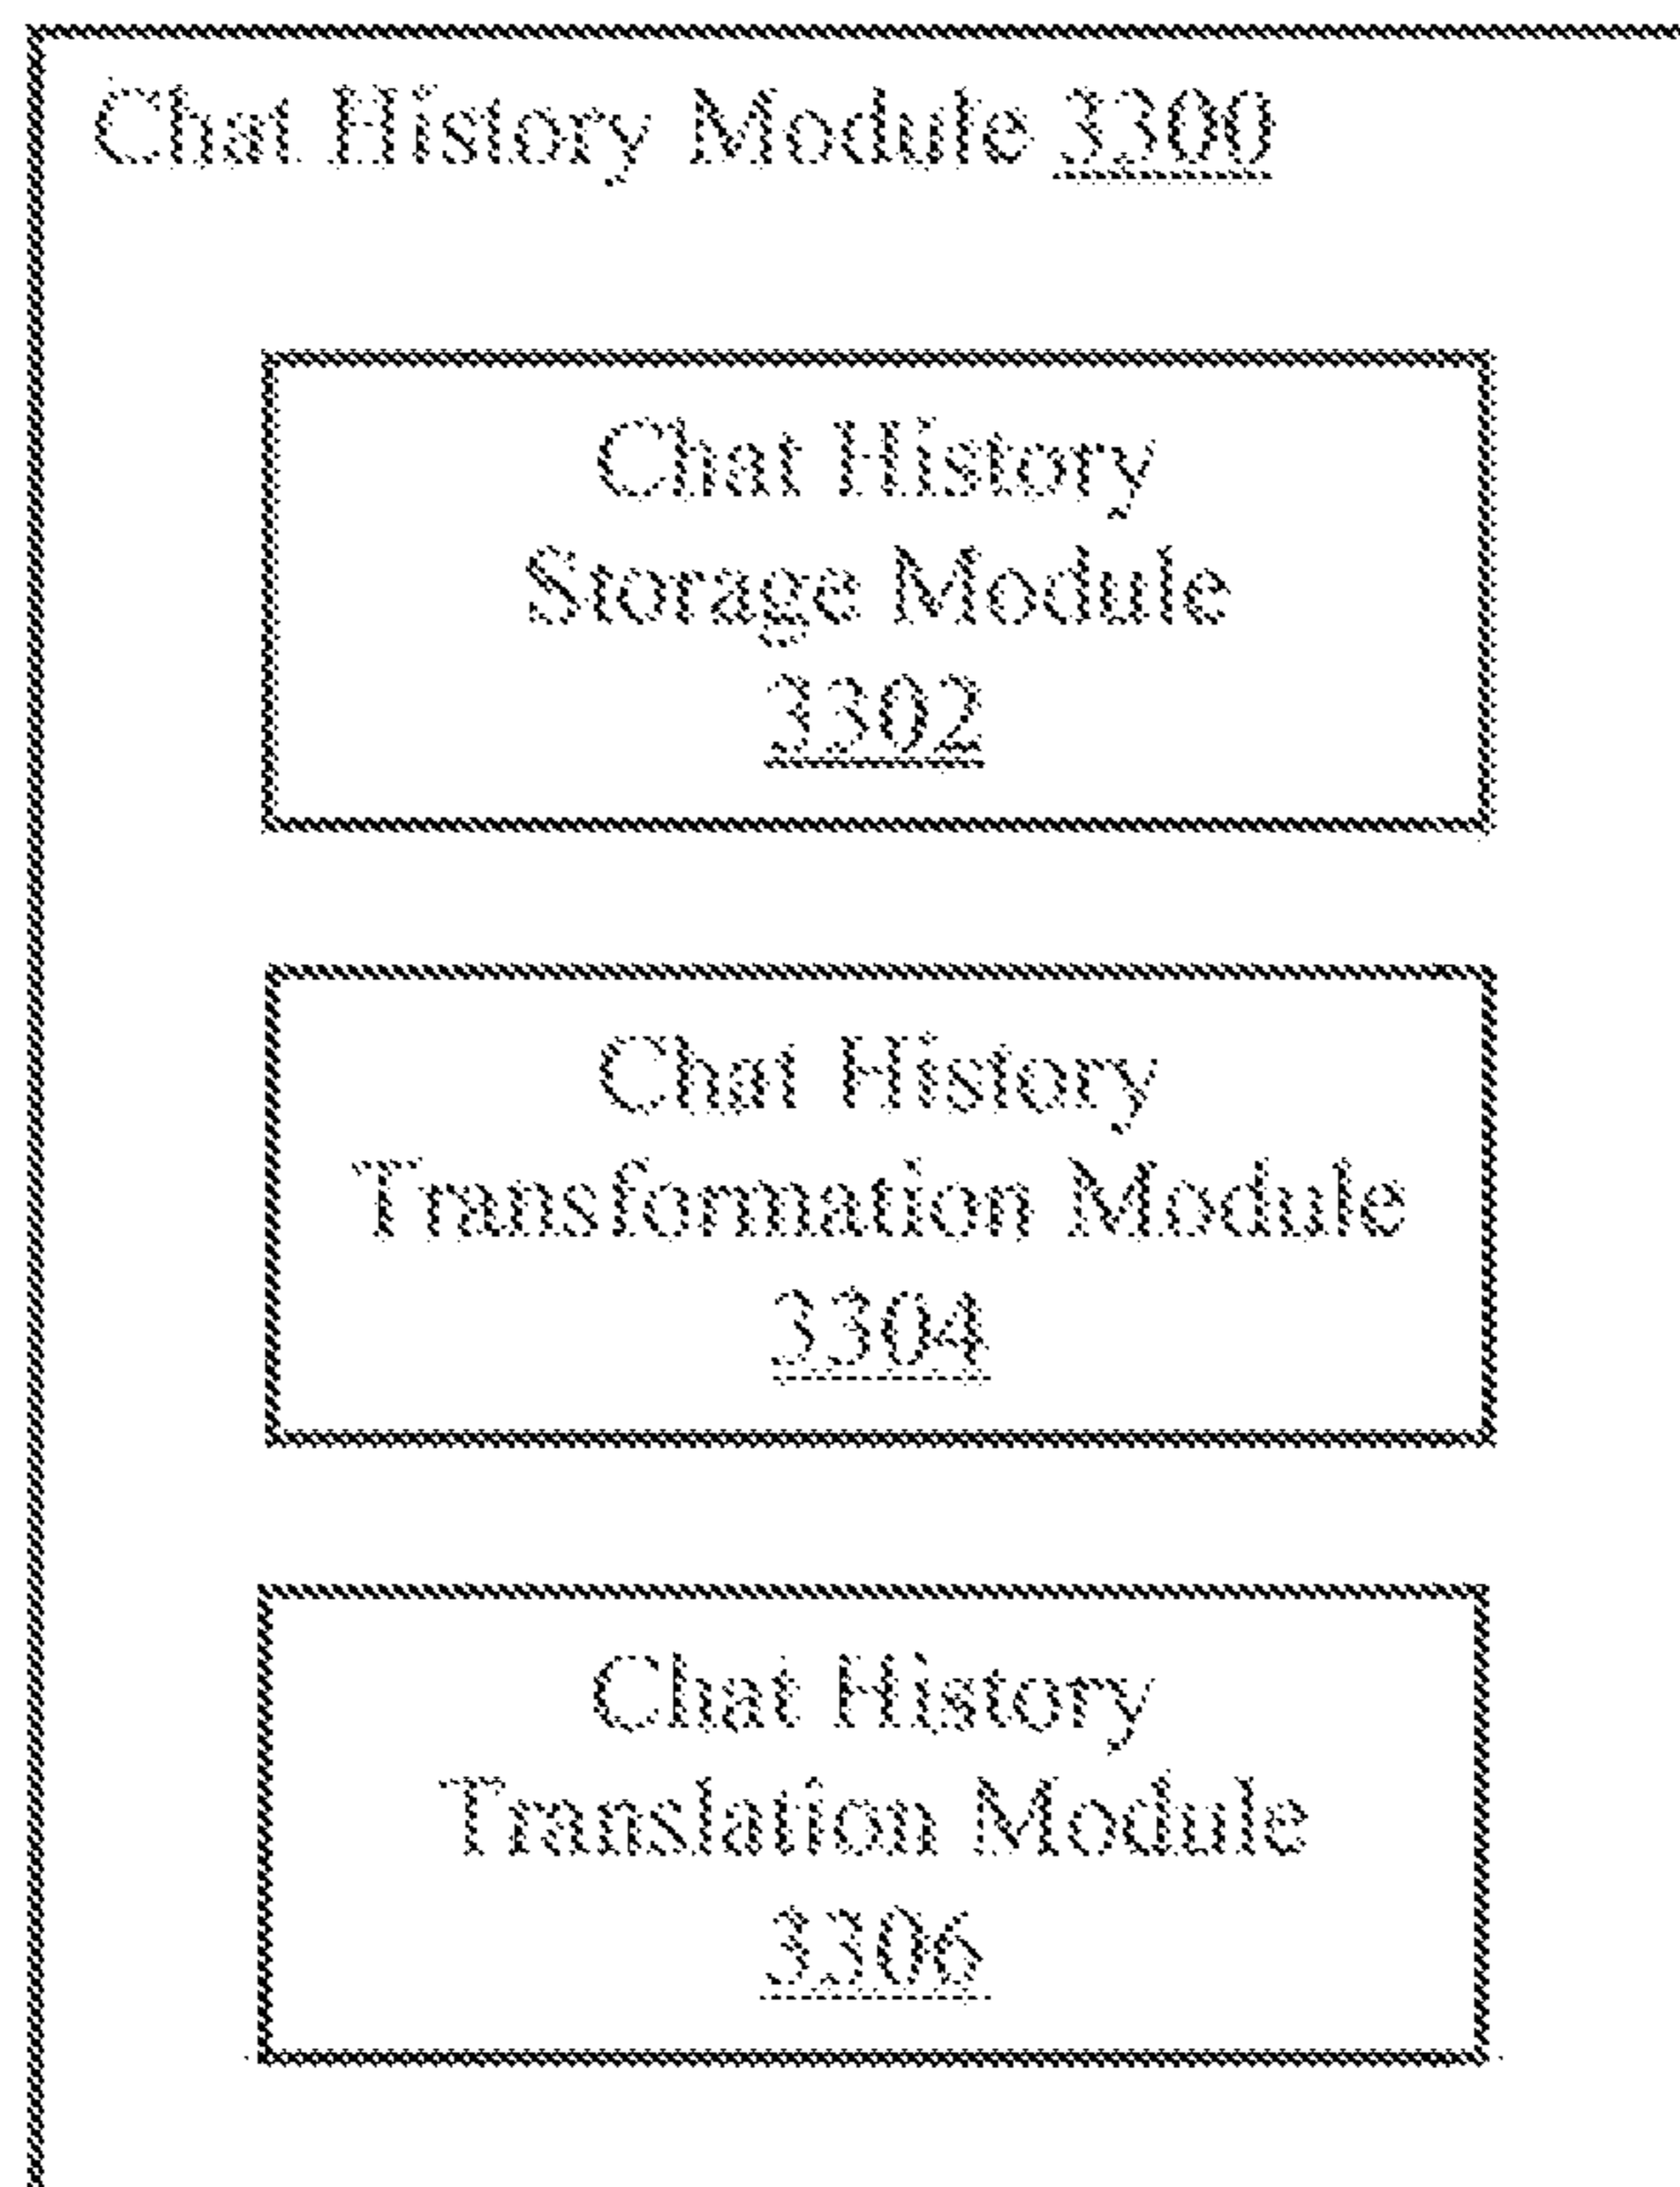 Chat History Module 3300
Chat History
Storage Module
3302
Chat History
Transformation Module
3304
Chat History
Translation Module
3306